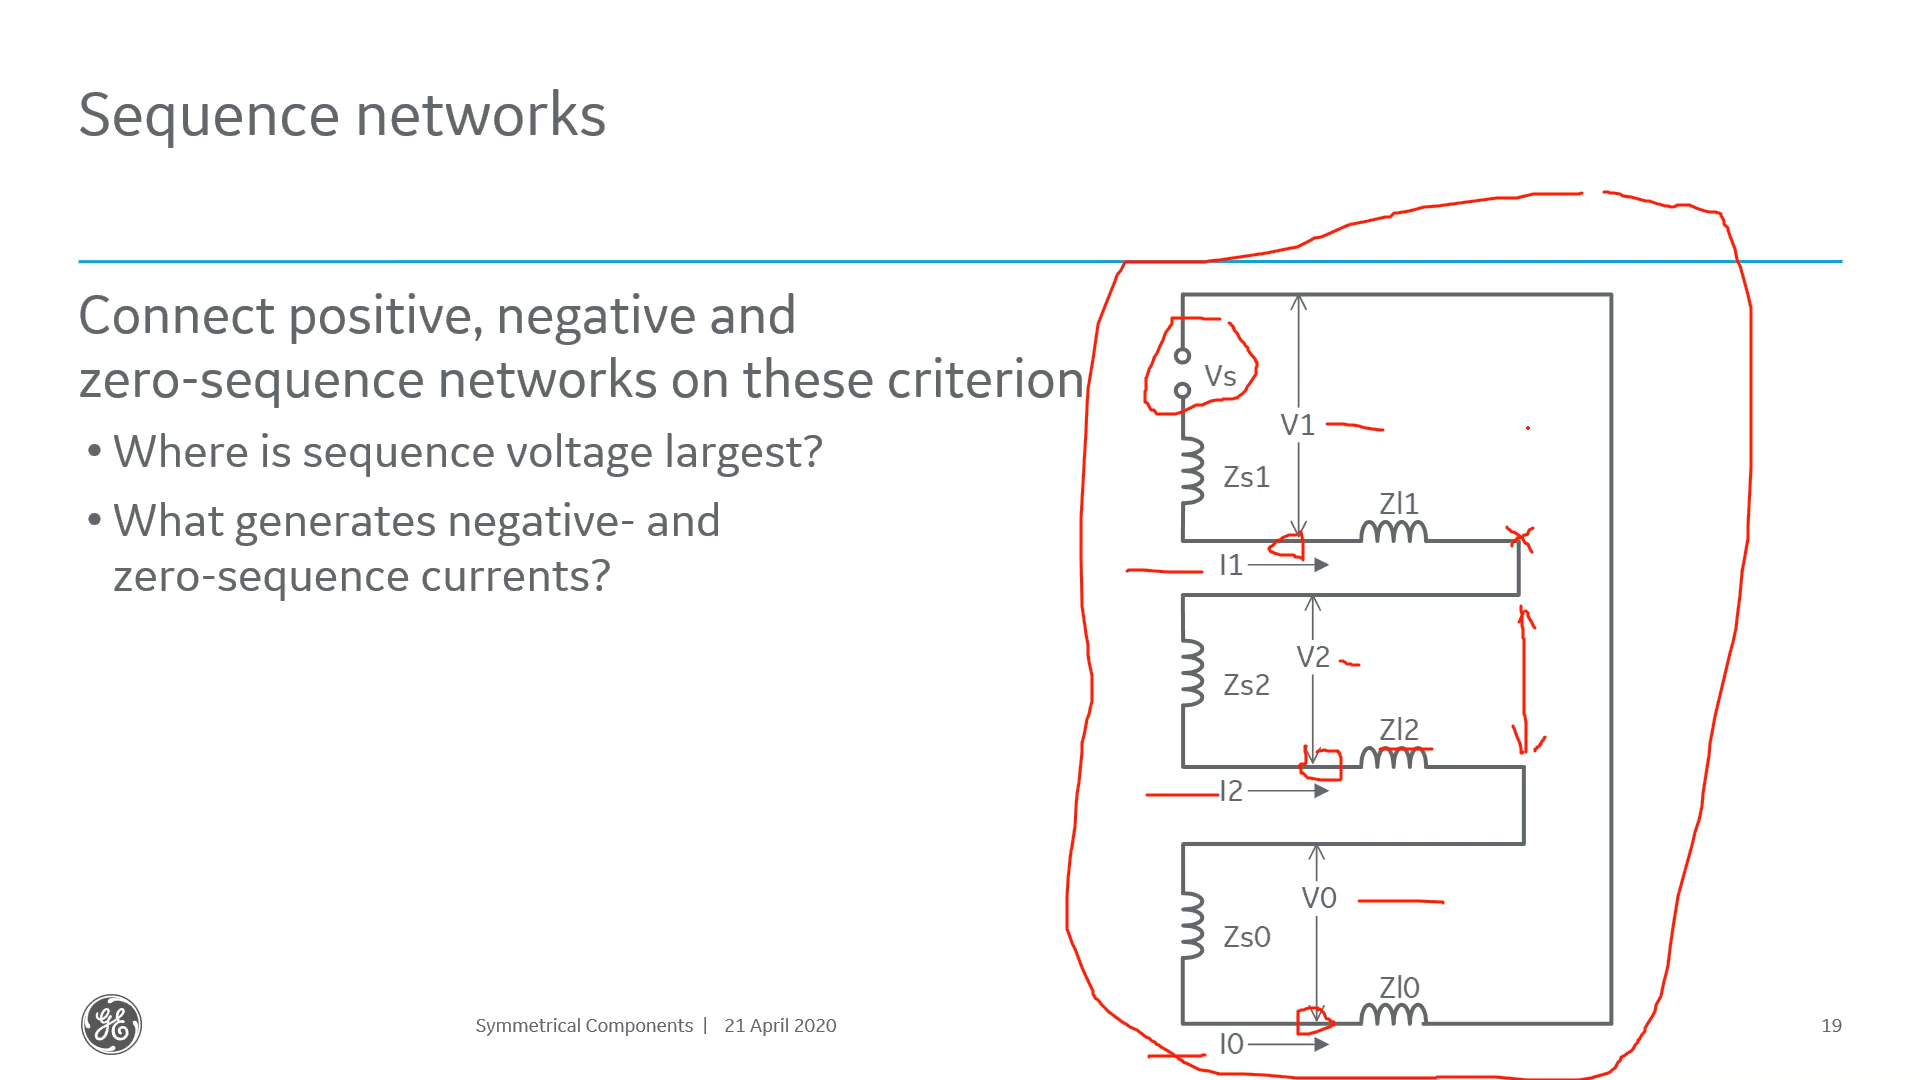 Sequence networks
Connect positive, negative and
zero-sequence networks on these criterion
• Where is sequence voltage largest?
• What generates negative- and
zero-sequence currents?
Vs
V1
Zs1
Zl1
I1
V2
Zs2
Zl2
I2
V0
Zs0
Zl0
I0
GE
Symmetrical Components | 21 April 2020
19